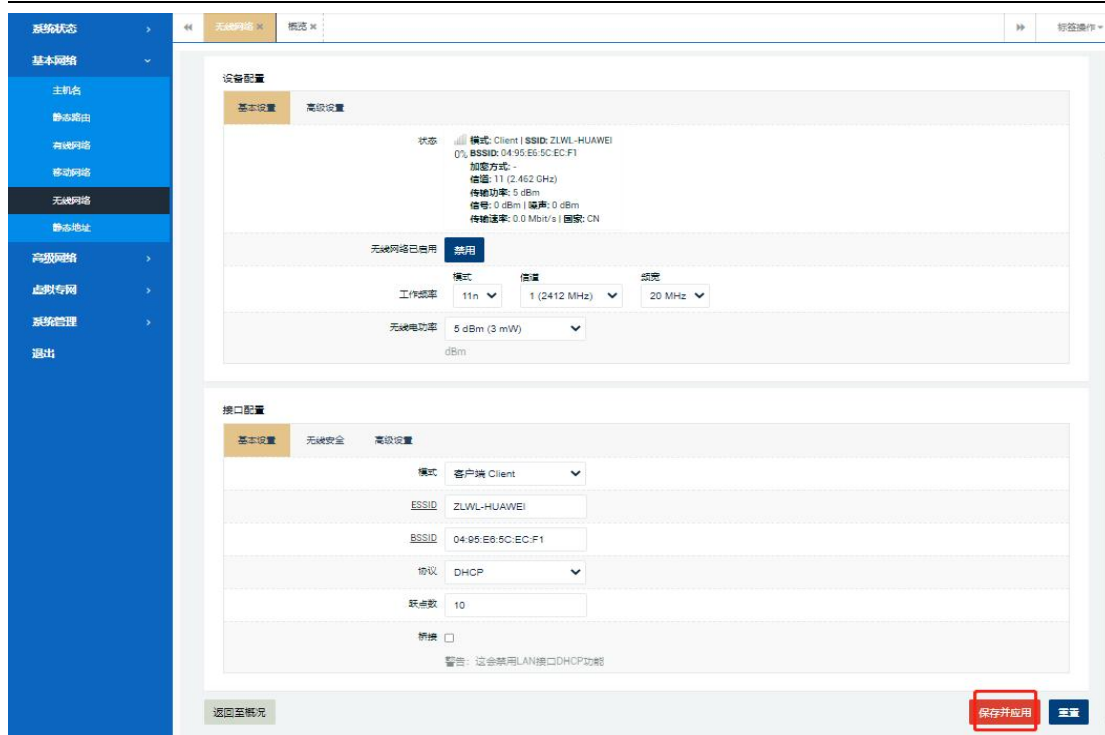 系统状态
基本网络
主机名
静态路由
有线网络
移动网络
无线网络
静态地址
高级网络
虚拟专网
系统管理
退出
无线网络 × 概览 ×
标签操作
设备配置
基本设置 高级设置
状态
模式: Client | SSID: ZLWL-HUAWEI
0% BSSID: 04:95:E6:5C:EC:F1
加密方式: -
信道: 11 (2.462 GHz)
传输功率: 5 dBm
信号: 0 dBm | 噪声: 0 dBm
传输速率: 0.0 Mbit/s | 国家: CN
无线网络已启用 禁用
模式 信道 频宽
工作频率 11n 1 (2412 MHz) 20 MHz
无线电功率 5 dBm (3 mW)
dBm
接口配置
基本设置 无线安全 高级设置
模式 客户端 Client
ESSID ZLWL-HUAWEI
BSSID 04:95:E6:5C:EC:F1
协议 DHCP
跃点数 10
桥接
警告：这会禁用LAN接口DHCP功能
返回至概况 保存并应用 重置